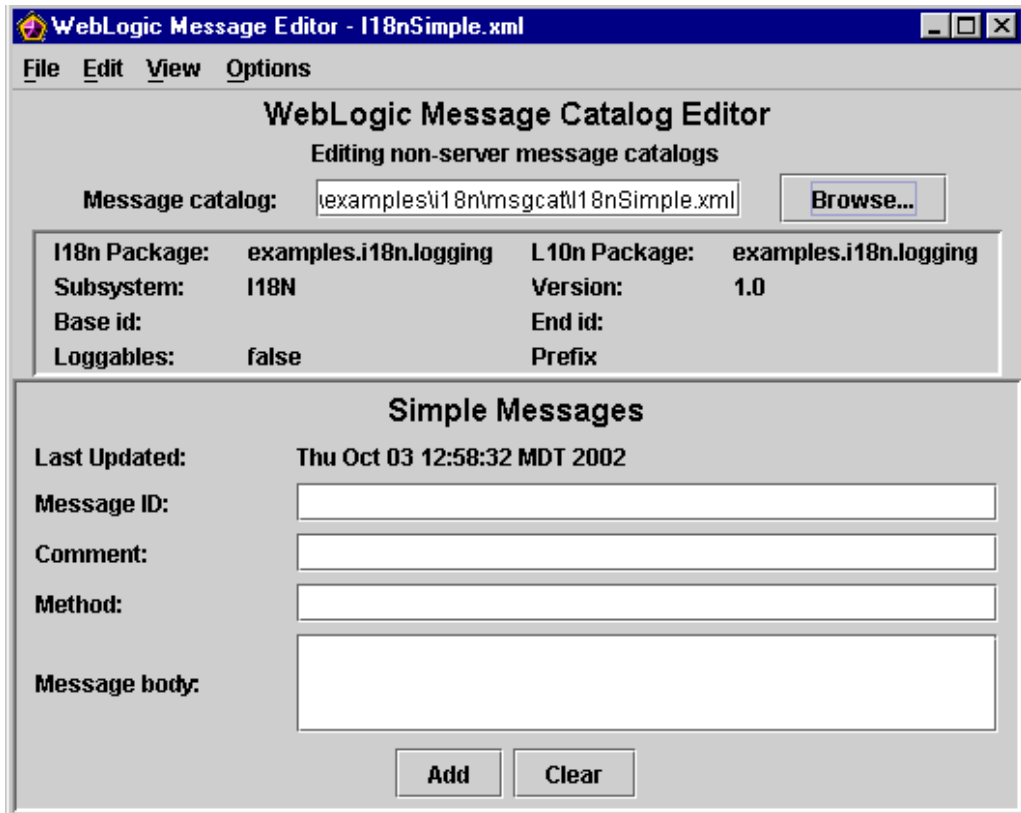 WebLogic Message Editor - I18nSimple.xml
File Edit View Options
WebLogic Message Catalog Editor
Editing non-server message catalogs
Message catalog: \examples\i18n\msgcat\I18nSimple.xml Browse...
I18n Package: examples.i18n.logging L10n Package: examples.i18n.logging
Subsystem: I18N Version: 1.0
Base id: End id:
Loggables: false Prefix
Simple Messages
Last Updated: Thu Oct 03 12:58:32 MDT 2002
Message ID:
Comment:
Method:
Message body:
Add Clear